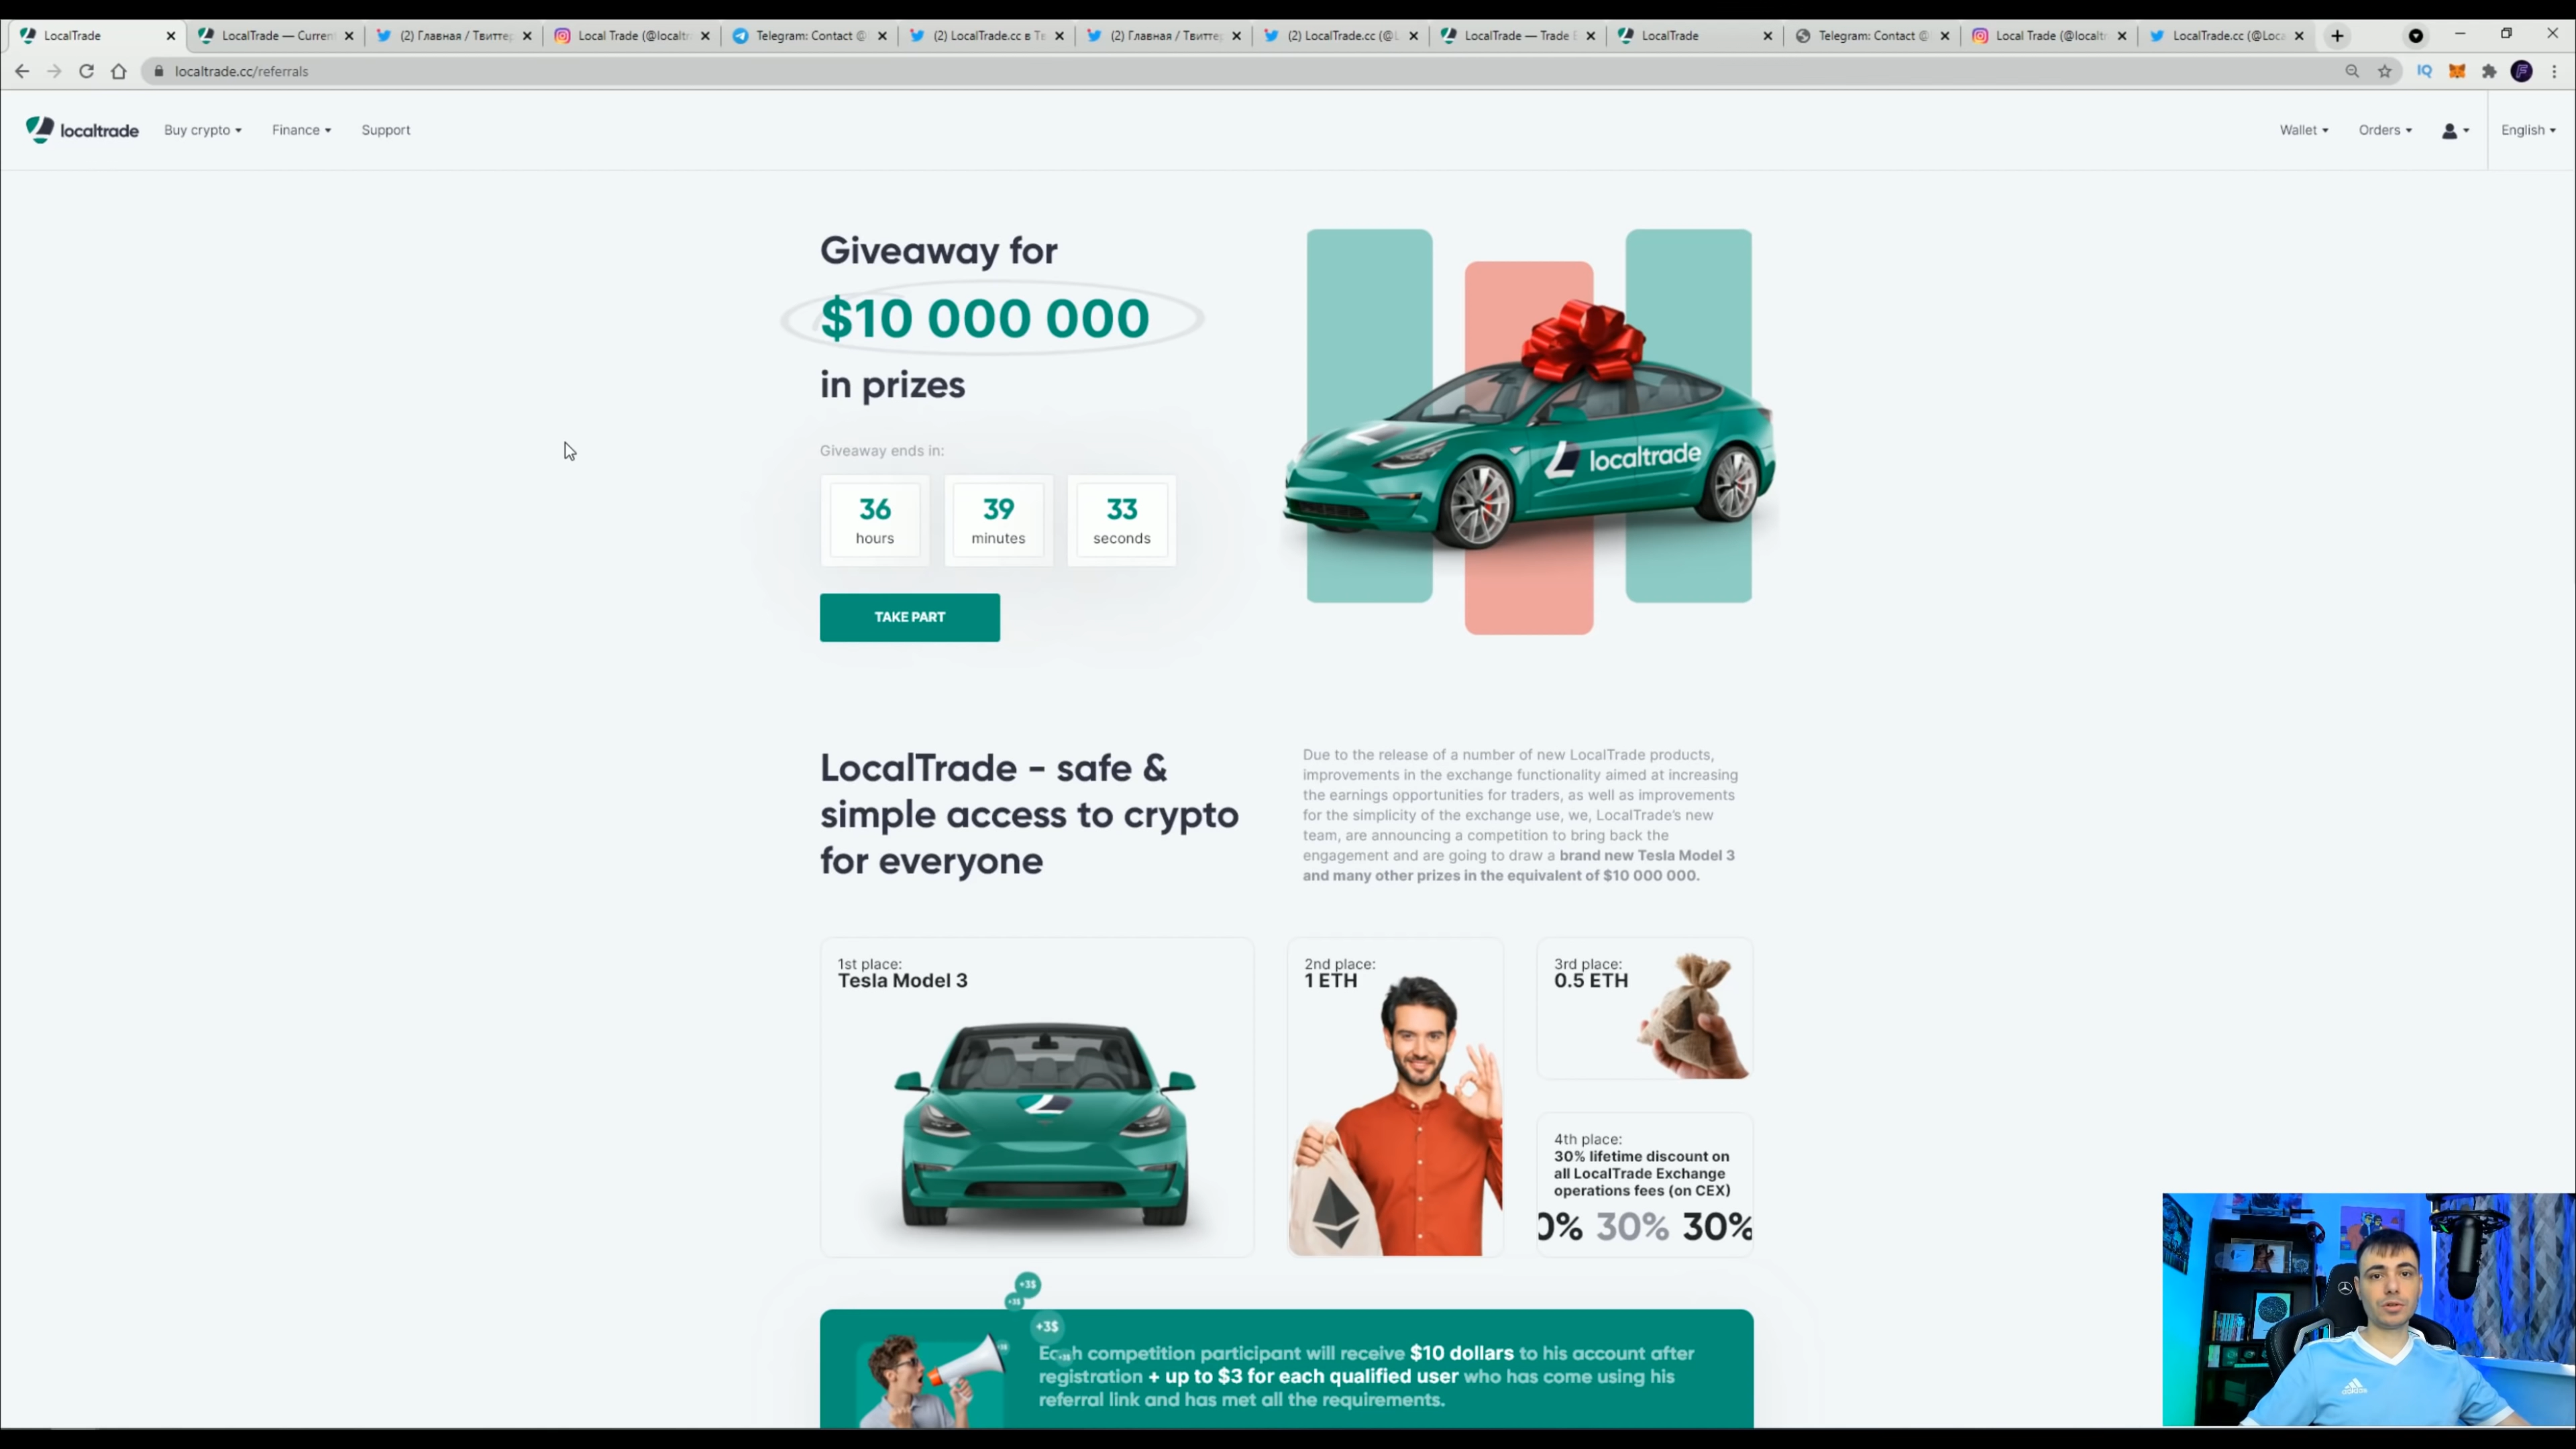 LocalTrade
LocalTrade — Curren
(2) Главная / Твиттер
Local Trade (@localtr
Telegram: Contact @
(2) LocalTrade.cc в Тв
(2) Главная / Твиттер
(2) LocalTrade.cc (@L
LocalTrade — Trade B
LocalTrade
Telegram: Contact @
Local Trade (@localtr
LocalTrade.cc (@Loca
localtrade.cc/referrals
IQ
localtrade
Buy crypto
Finance
Support
Wallet
Orders
English
Giveaway for
$10 000 000
in prizes
Giveaway ends in:
36
hours
39
minutes
33
seconds
TAKE PART
localtrade
LocalTrade - safe &
simple access to crypto
for everyone
Due to the release of a number of new LocalTrade products,
improvements in the exchange functionality aimed at increasing
the earnings opportunities for traders, as well as improvements
for the simplicity of the exchange use, we, LocalTrade's new
team, are announcing a competition to bring back the
engagement and are going to draw a brand new Tesla Model 3
and many other prizes in the equivalent of $10 000 000.
1st place:
Tesla Model 3
2nd place:
1 ETH
3rd place:
0.5 ETH
4th place:
30% lifetime discount on
all LocalTrade Exchange
operations fees (on CEX)
0% 30% 30%
+3$
+3$
+3$
Each competition participant will receive $10 dollars to his account after
registration + up to $3 for each qualified user who has come using his
referral link and has met all the requirements.
adidas